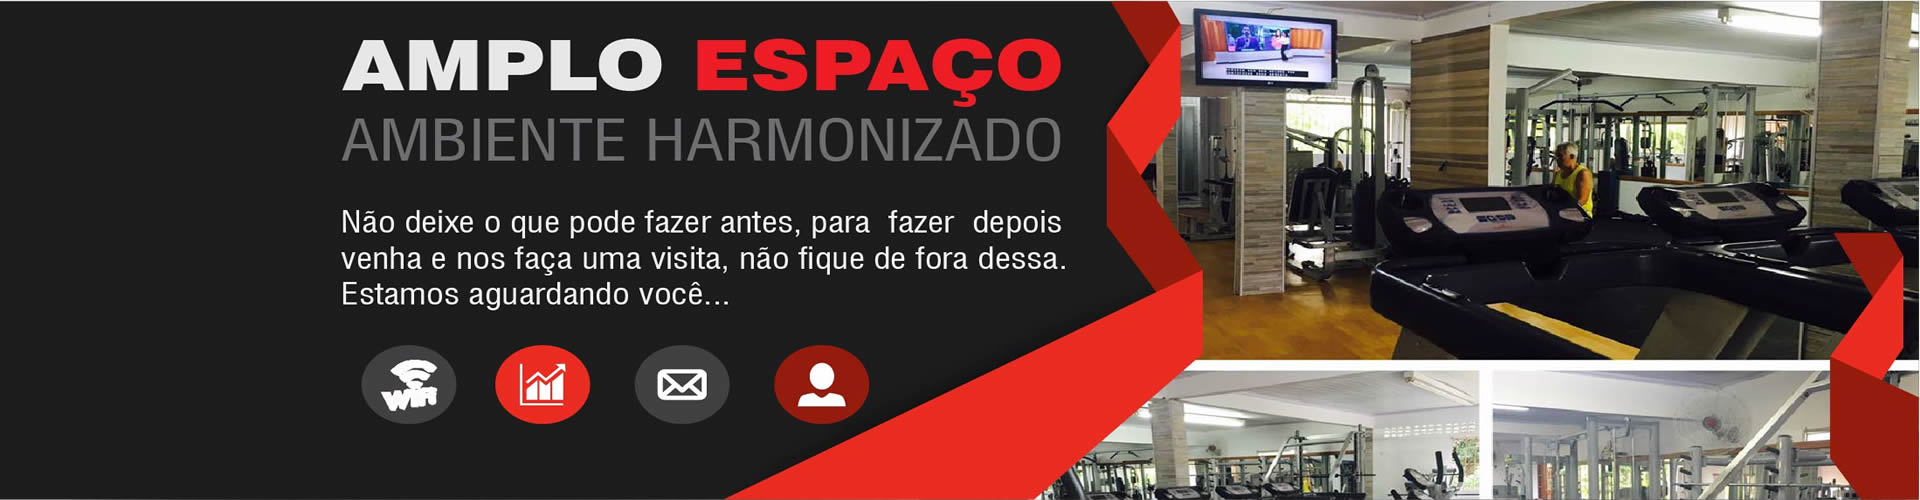 AMPLO ESPAÇO
AMBIENTE HARMONIZADO
Não deixe o que pode fazer antes, para fazer depois
venha e nos faça uma visita, não fique de fora dessa.
Estamos aguardando você...
Wifi